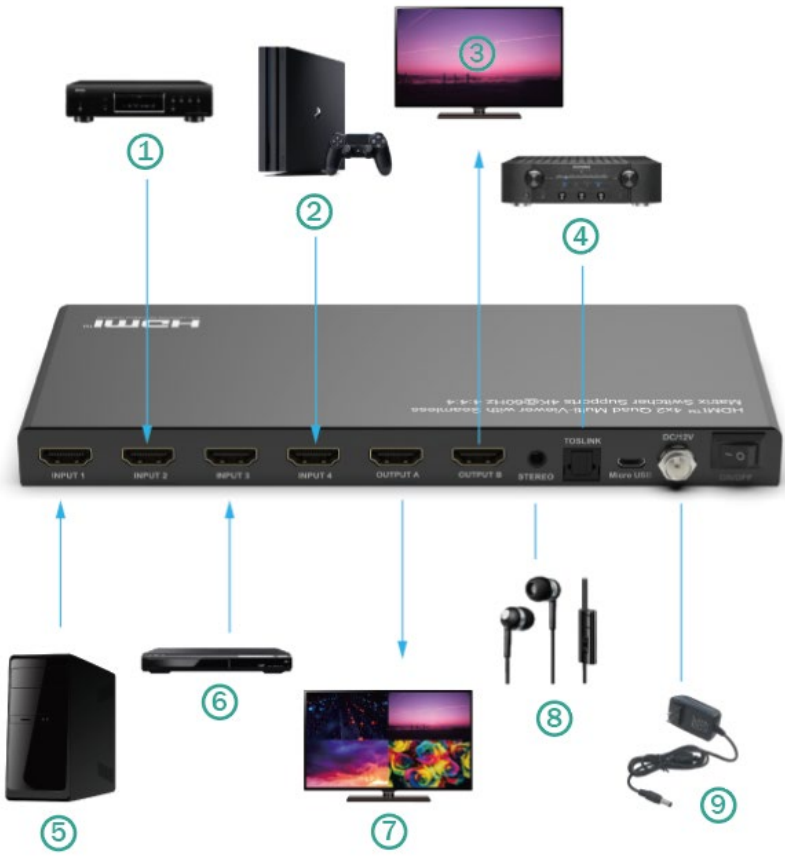 ③
①
②
④
HDMI™
HDMI™ 4x2 Quad Multi-Viewer with Seamless
Matrix Switcher Supports 4K@60Hz 4:4:4
INPUT 1
INPUT 2
INPUT 3
INPUT 4
OUTPUT A
OUTPUT B
STEREO
TOSLINK
Micro USB
DC/12V
ON/OFF
⑤
⑥
⑦
⑧
⑨